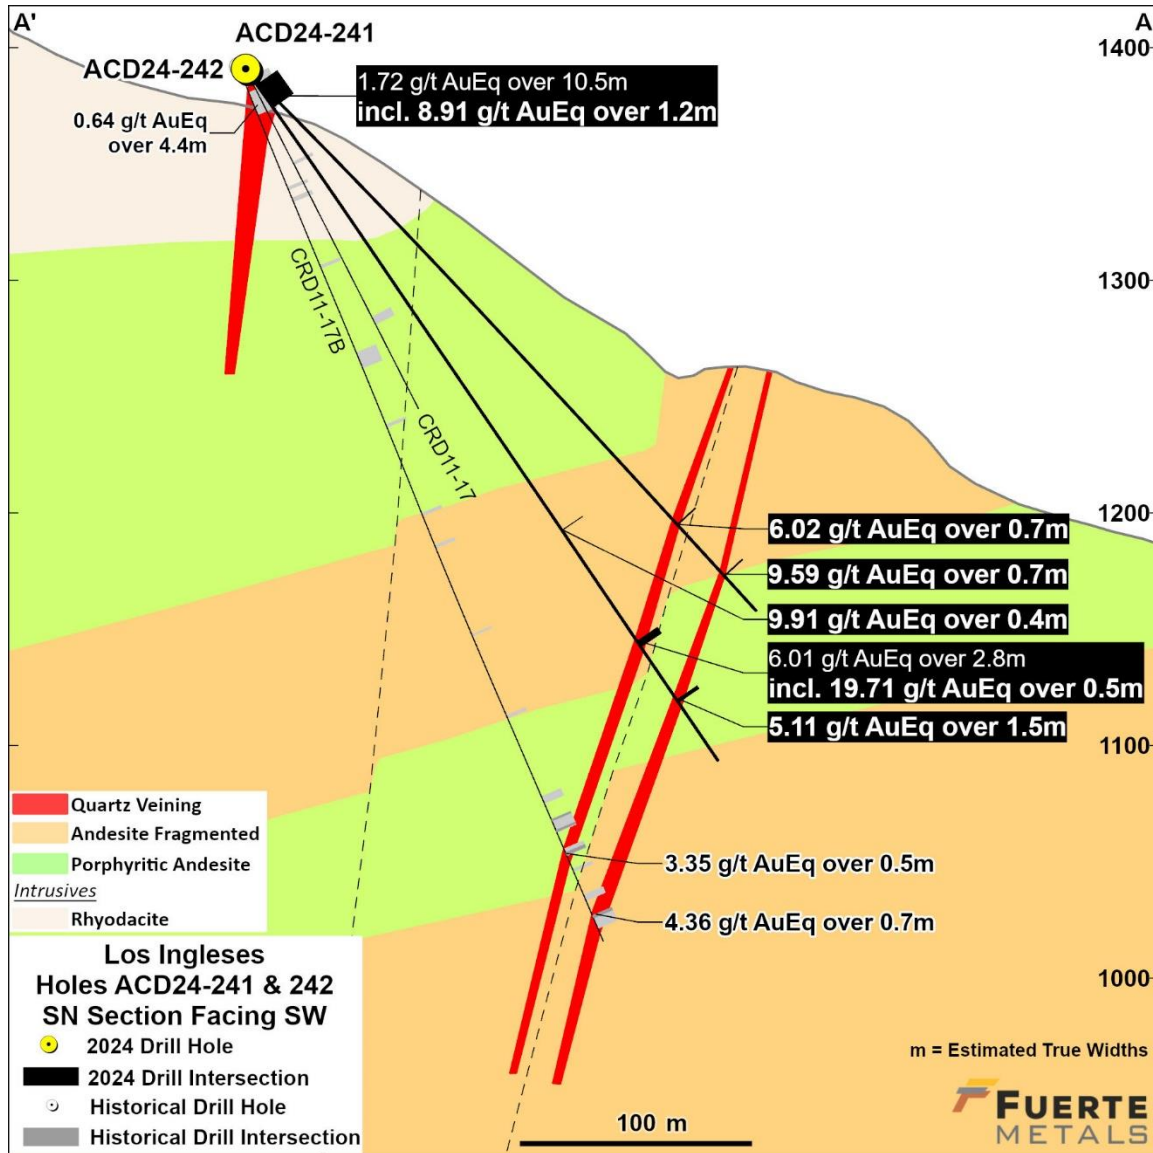 A'
A
ACD24-241
ACD24-242
1400
1.72 g/t AuEq over 10.5m
incl. 8.91 g/t AuEq over 1.2m
0.64 g/t AuEq
over 4.4m
CRD11-17B
CRD11-17
1300
1200
6.02 g/t AuEq over 0.7m
9.59 g/t AuEq over 0.7m
9.91 g/t AuEq over 0.4m
6.01 g/t AuEq over 2.8m
incl. 19.71 g/t AuEq over 0.5m
5.11 g/t AuEq over 1.5m
1100
3.35 g/t AuEq over 0.5m
4.36 g/t AuEq over 0.7m
1000
Quartz Veining
Andesite Fragmented
Porphyritic Andesite
Intrusives
Rhyodacite
Los Ingleses
Holes ACD24-241 & 242
SN Section Facing SW
2024 Drill Hole
2024 Drill Intersection
Historical Drill Hole
Historical Drill Intersection
100 m
m = Estimated True Widths
FUERTE
METALS